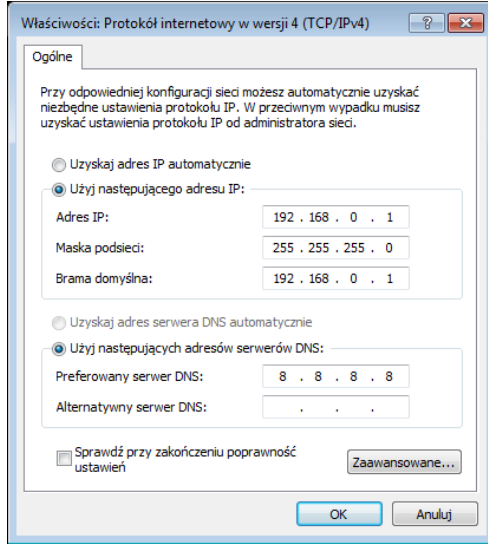 Właściwości: Protokół internetowy w wersji 4 (TCP/IPv4)
Ogólne
Przy odpowiedniej konfiguracji sieci możesz automatycznie uzyskać
niezbędne ustawienia protokołu IP. W przeciwnym wypadku musisz
uzyskać ustawienia protokołu IP od administratora sieci.
Uzyskaj adres IP automatycznie
Użyj następującego adresu IP:
Adres IP: 192 . 168 . 0 . 1
Maska podsieci: 255 . 255 . 255 . 0
Brama domyślna: 192 . 168 . 0 . 1
Uzyskaj adres serwera DNS automatycznie
Użyj następujących adresów serwerów DNS:
Preferowany serwer DNS: 8 . 8 . 8 . 8
Alternatywny serwer DNS: . . .
Sprawdź przy zakończeniu poprawność
ustawień
Zaawansowane...
OK Anuluj